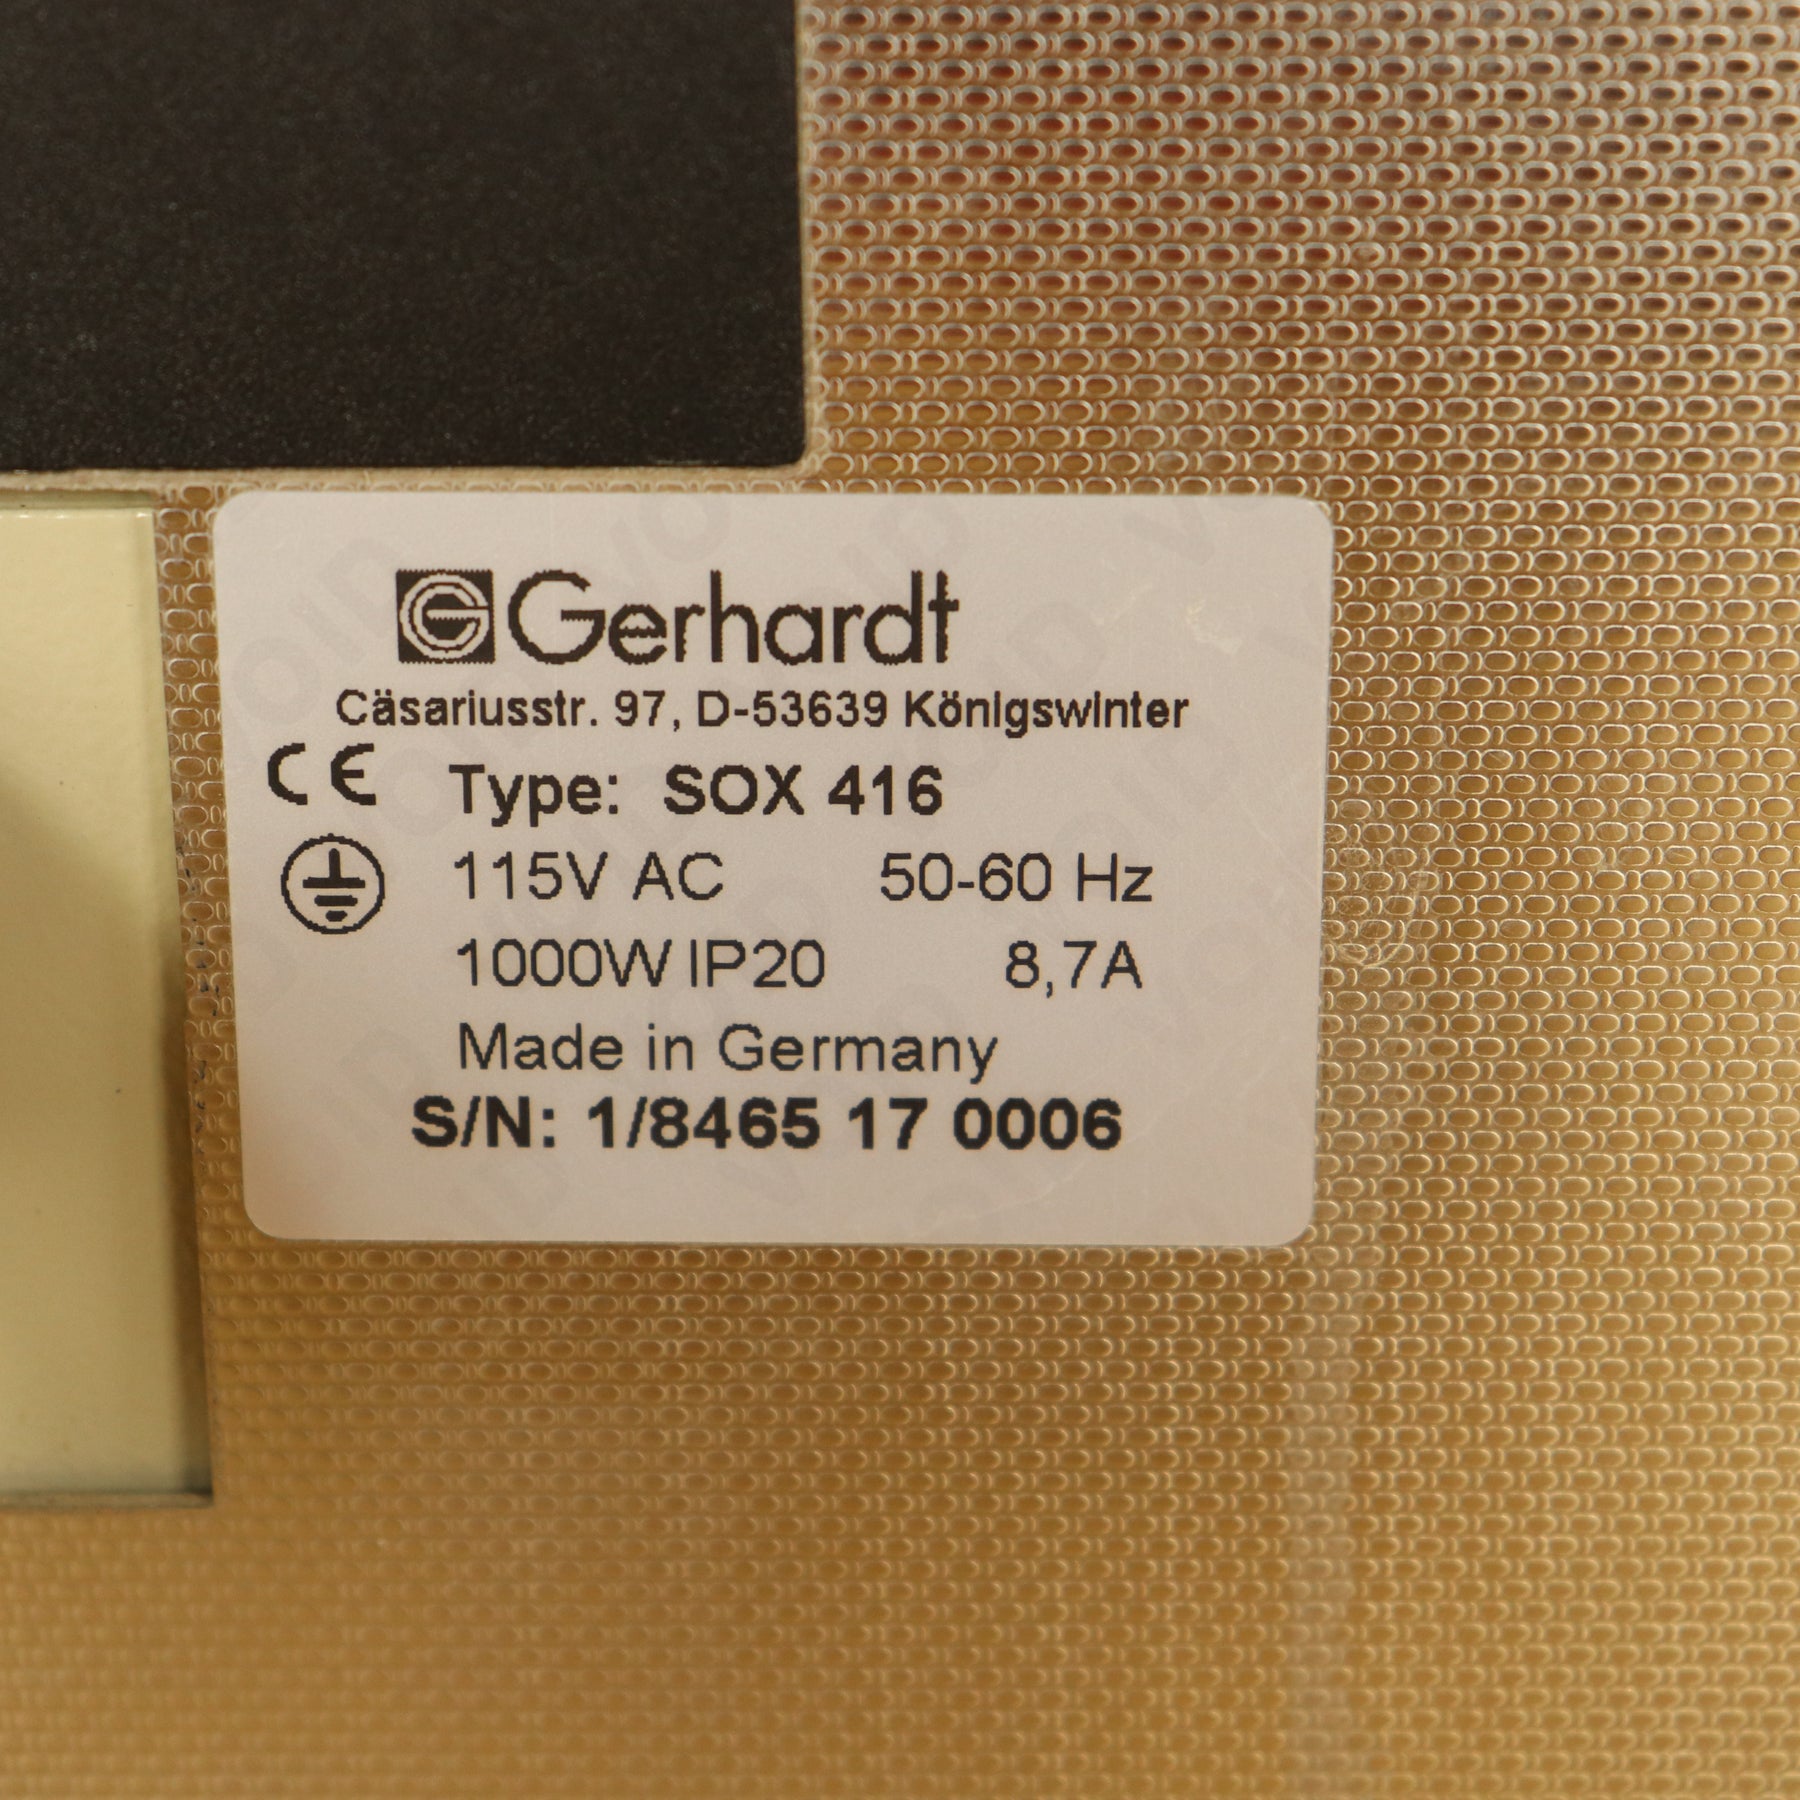 Gerhardt
Cäsariusstr. 97, D-53639 Königswinter
CE Type: SOX 416
115V AC 50-60 Hz
1000W IP20 8,7A
Made in Germany
S/N: 1/8465 17 0006